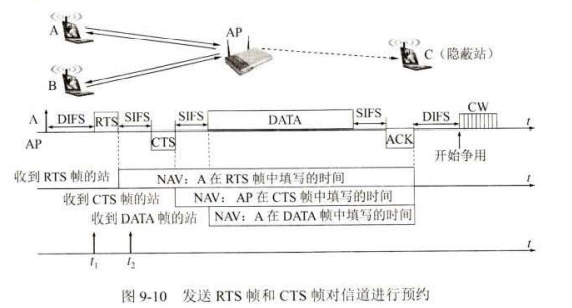 A
AP
B
C（隐蔽站）
A
DIFS
RTS
SIFS
SIFS
DATA
SIFS
DIFS
CW
t
AP
CTS
ACK
开始争用
收到 RTS 帧的站
NAV：A 在 RTS 帧中填写的时间
t
收到 CTS 帧的站
NAV：AP 在 CTS 帧中填写的时间
收到 DATA 帧的站
NAV：A 在 DATA 帧中填写的时间
t
t₁
t₂
图 9-10 发送 RTS 帧和 CTS 帧对信道进行预约